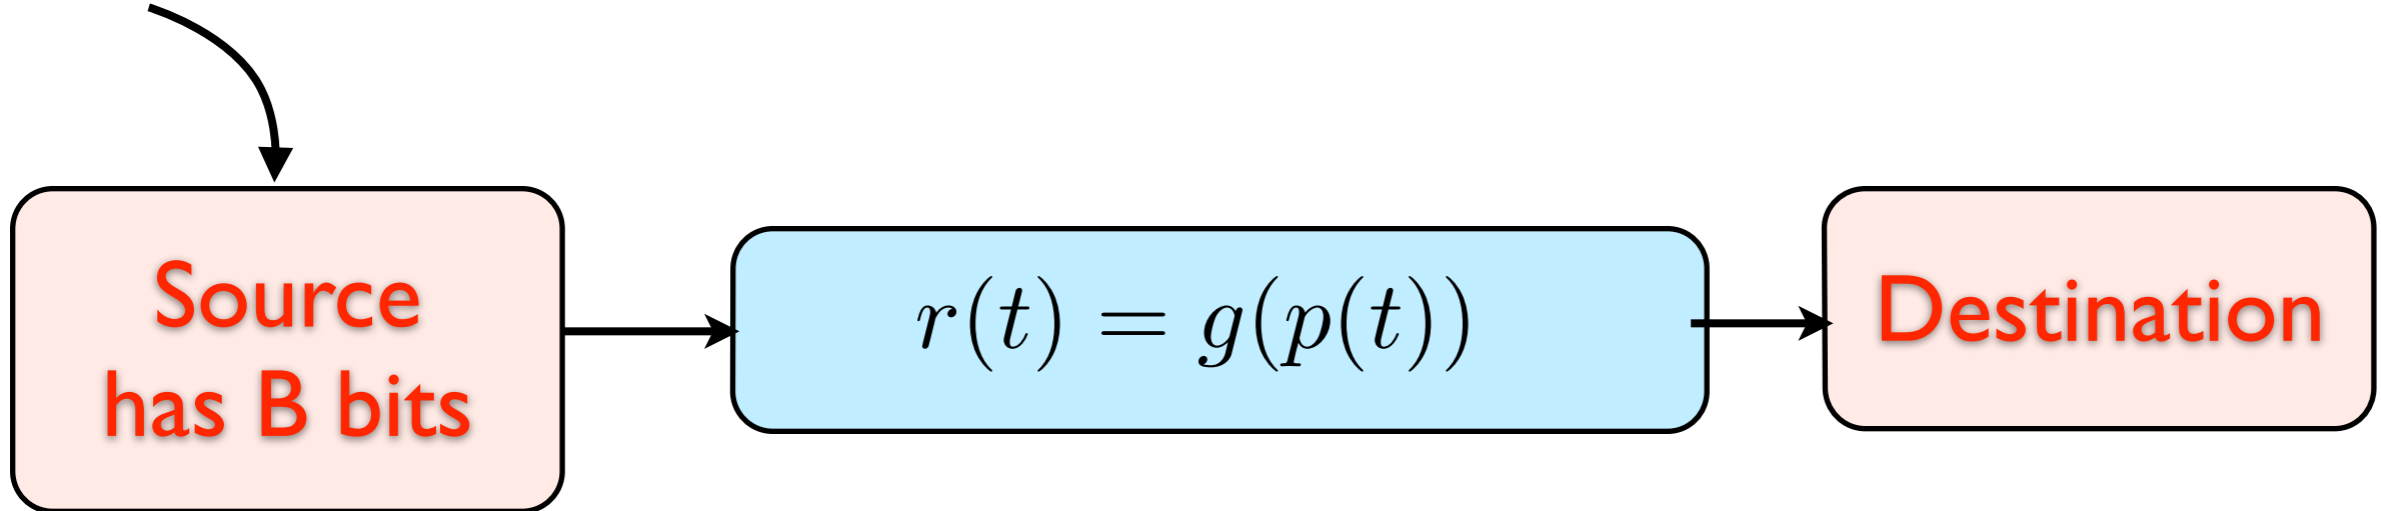 Source
has B bits
r(t) = g(p(t))
Destination